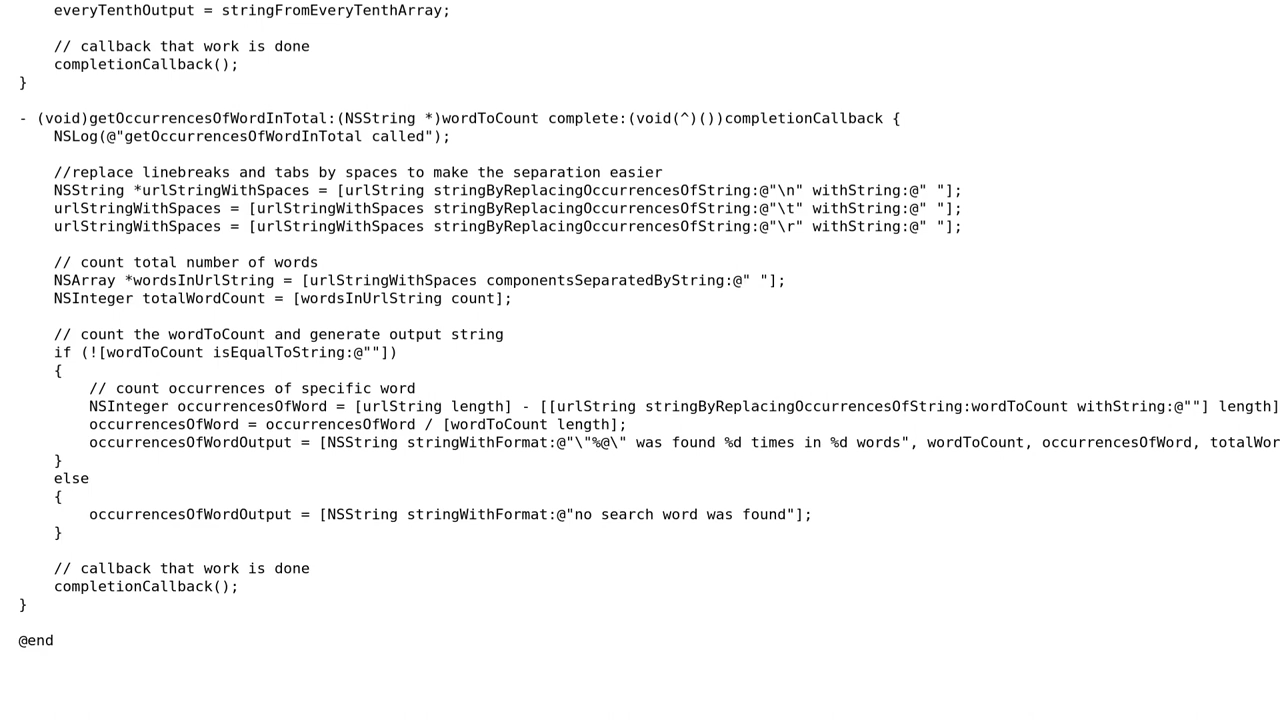 everyTenthOutput = stringFromEveryTenthArray;
// callback that work is done
completionCallback();
}
- (void)getOccurrencesOfWordInTotal:(NSString *)wordToCount complete:(void(^)())completionCallback {
NSLog(@"getOccurrencesOfWordInTotal called");
//replace linebreaks and tabs by spaces to make the separation easier
NSString *urlStringWithSpaces = [urlString stringByReplacingOccurrencesOfString:@"\n" withString:@" "];
urlStringWithSpaces = [urlStringWithSpaces stringByReplacingOccurrencesOfString:@"\t" withString:@" "];
urlStringWithSpaces = [urlStringWithSpaces stringByReplacingOccurrencesOfString:@"\r" withString:@" "];
// count total number of words
NSArray *wordsInUrlString = [urlStringWithSpaces componentsSeparatedByString:@" "];
NSInteger totalWordCount = [wordsInUrlString count];
// count the wordToCount and generate output string
if (![wordToCount isEqualToString:@""])
{
// count occurrences of specific word
NSInteger occurrencesOfWord = [urlString length] - [[urlString stringByReplacingOccurrencesOfString:wordToCount withString:@""] length]
occurrencesOfWord = occurrencesOfWord / [wordToCount length];
occurrencesOfWordOutput = [NSString stringWithFormat:@"\"%@\" was found %d times in %d words", wordToCount, occurrencesOfWord, totalWor
}
else
{
occurrencesOfWordOutput = [NSString stringWithFormat:@"no search word was found"];
}
// callback that work is done
completionCallback();
}
@end